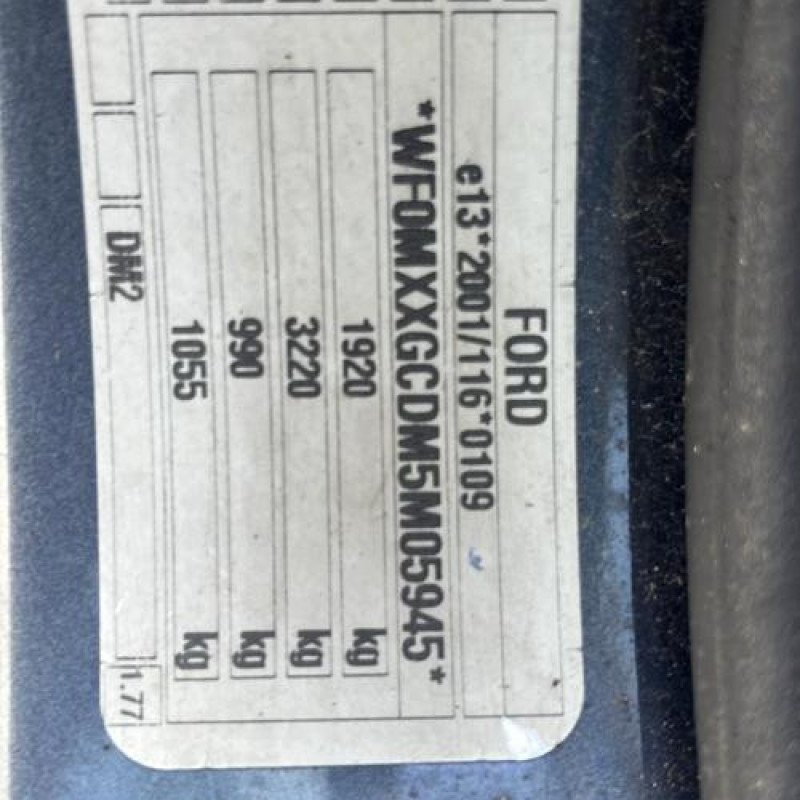 FORD
e13*2001/116*0109
*WF0MXXGCDM5M05945*
1920 kg
3220 kg
990 kg
1055 kg
DM2 1.77